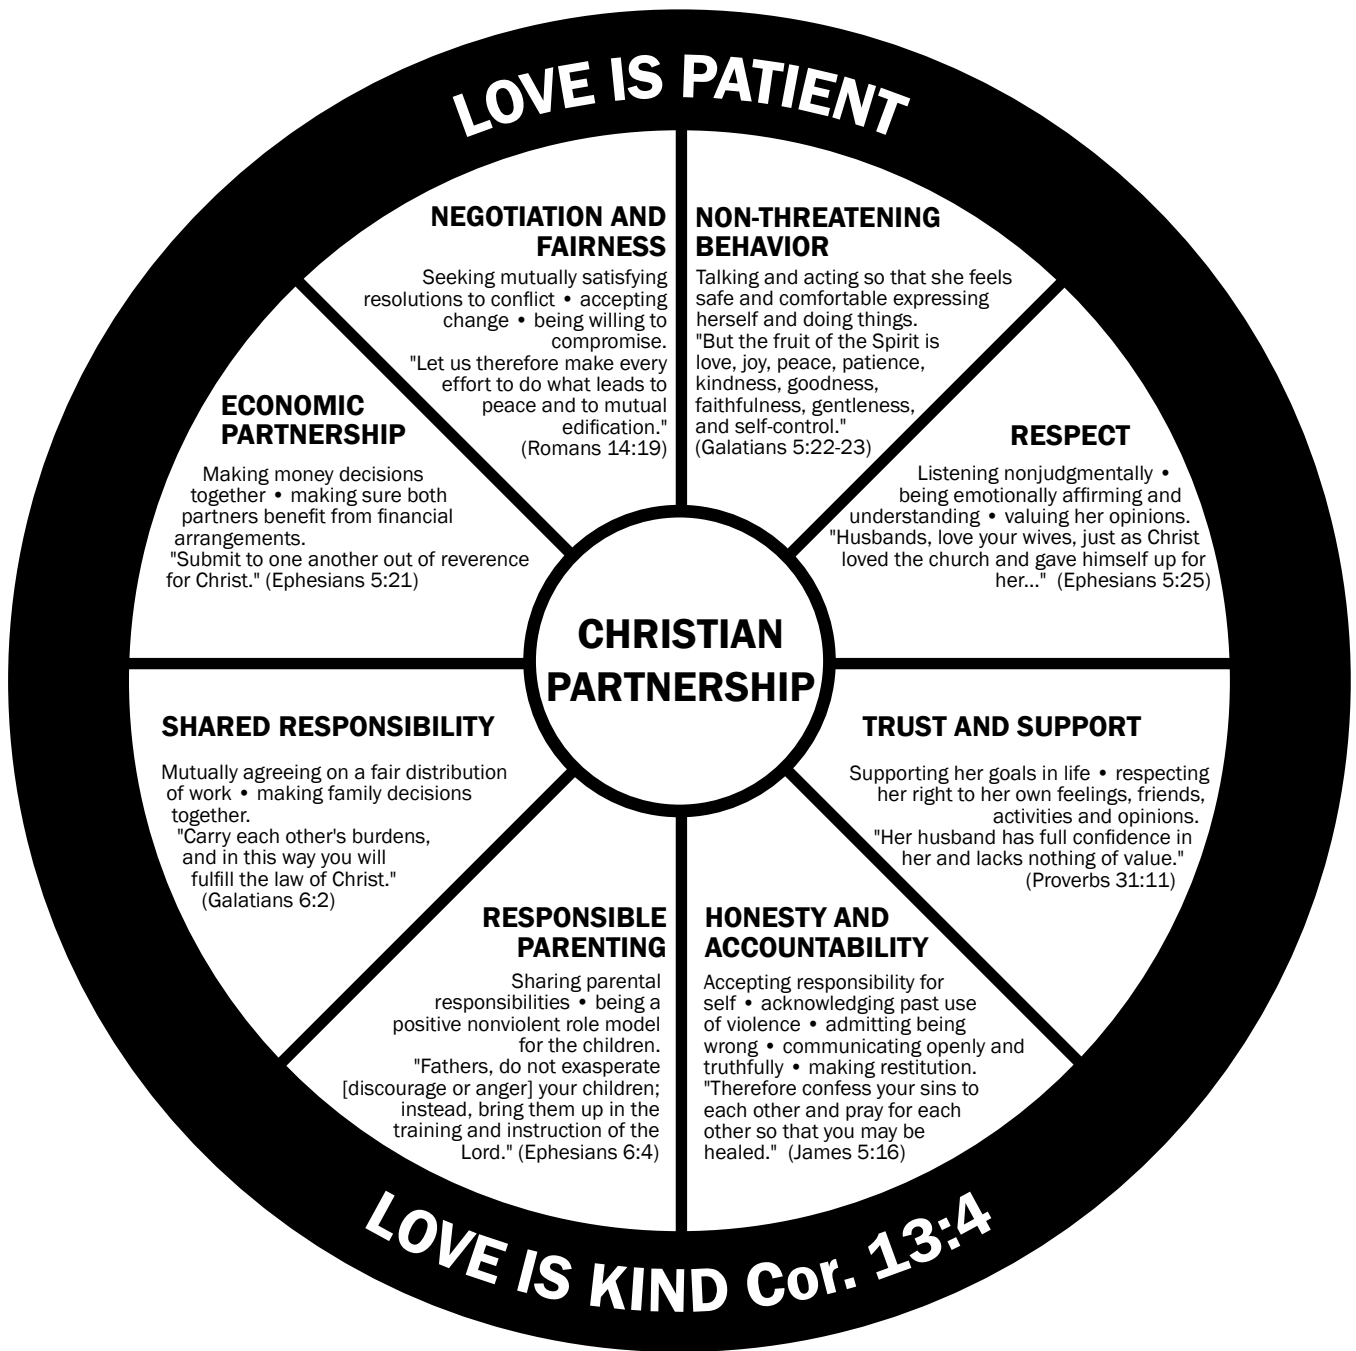 LOVE IS PATIENT
NEGOTIATION AND
FAIRNESS
Seeking mutually satisfying
resolutions to conflict • accepting
change • being willing to
compromise.
"Let us therefore make every
effort to do what leads to
peace and to mutual
edification."
(Romans 14:19)
NON-THREATENING
BEHAVIOR
Talking and acting so that she feels
safe and comfortable expressing
herself and doing things.
"But the fruit of the Spirit is
love, joy, peace, patience,
kindness, goodness,
faithfulness, gentleness,
and self-control."
(Galatians 5:22-23)
ECONOMIC
PARTNERSHIP
Making money decisions
together • making sure both
partners benefit from financial
arrangements.
"Submit to one another out of reverence
for Christ." (Ephesians 5:21)
RESPECT
Listening nonjudgmentally •
being emotionally affirming and
understanding • valuing her opinions.
"Husbands, love your wives, just as Christ
loved the church and gave himself up for
her..." (Ephesians 5:25)
CHRISTIAN
PARTNERSHIP
SHARED RESPONSIBILITY
Mutually agreeing on a fair distribution
of work • making family decisions
together.
"Carry each other's burdens,
and in this way you will
fulfill the law of Christ."
(Galatians 6:2)
TRUST AND SUPPORT
Supporting her goals in life • respecting
her right to her own feelings, friends,
activities and opinions.
"Her husband has full confidence in
her and lacks nothing of value."
(Proverbs 31:11)
RESPONSIBLE
PARENTING
Sharing parental
responsibilities • being a
positive nonviolent role model
for the children.
"Fathers, do not exasperate
[discourage or anger] your children;
instead, bring them up in the
training and instruction of the
Lord." (Ephesians 6:4)
HONESTY AND
ACCOUNTABILITY
Accepting responsibility for
self • acknowledging past use
of violence • admitting being
wrong • communicating openly and
truthfully • making restitution.
"Therefore confess your sins to
each other and pray for each
other so that you may be
healed." (James 5:16)
LOVE IS KIND Cor. 13:4